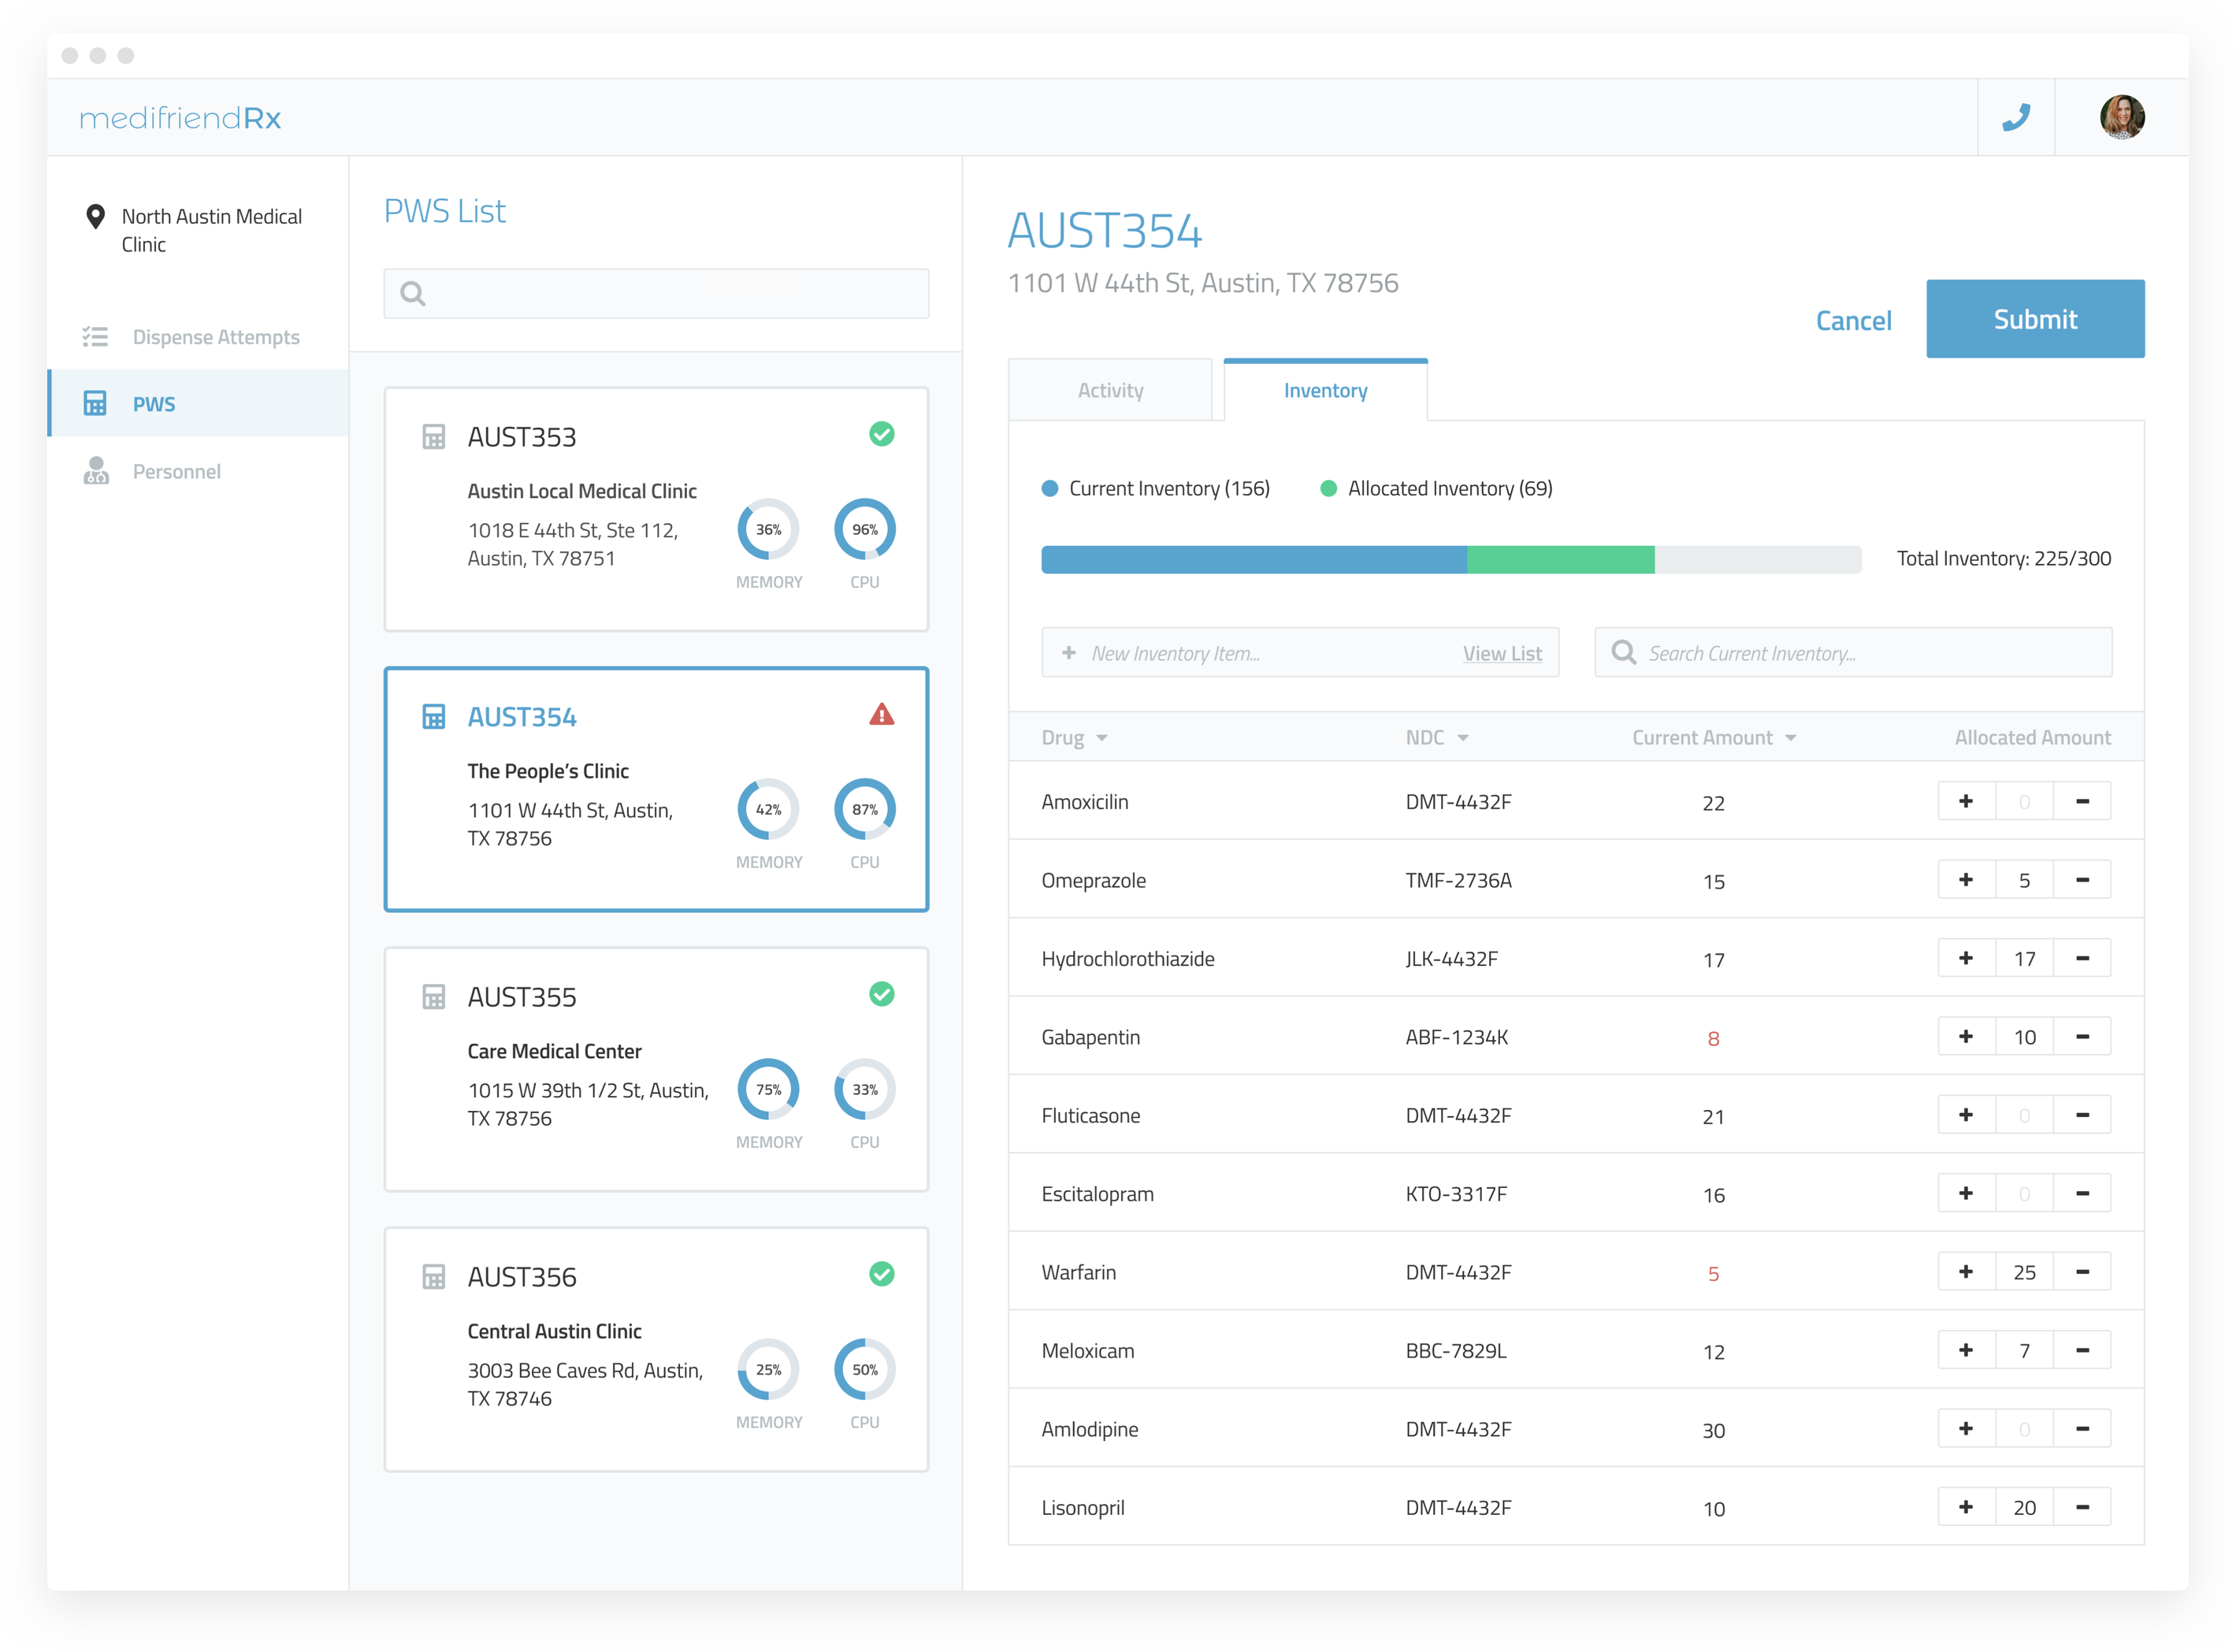 medifriendRx
North Austin Medical
Clinic
Dispense Attempts
PWS
Personnel
PWS List
AUST353
Austin Local Medical Clinic
1018 E 44th St, Ste 112,
Austin, TX 78751
36%
96%
MEMORY
CPU
AUST354
The People’s Clinic
1101 W 44th St, Austin,
TX 78756
42%
87%
MEMORY
CPU
AUST355
Care Medical Center
1015 W 39th 1/2 St, Austin,
TX 78756
75%
33%
MEMORY
CPU
AUST356
Central Austin Clinic
3003 Bee Caves Rd, Austin,
TX 78746
25%
50%
MEMORY
CPU
AUST354
1101 W 44th St, Austin, TX 78756
Cancel
Submit
Activity
Inventory
Current Inventory (156)
Allocated Inventory (69)
Total Inventory: 225/300
+ New Inventory Item... View List
Search Current Inventory...
Drug NDC Current Amount Allocated Amount
Amoxicilin DMT-4432F 22 + 0 -
Omeprazole TMF-2736A 15 + 5 -
Hydrochlorothiazide JLK-4432F 17 + 17 -
Gabapentin ABF-1234K 8 + 10 -
Fluticasone DMT-4432F 21 + 0 -
Escitalopram KTO-3317F 16 + 0 -
Warfarin DMT-4432F 5 + 25 -
Meloxicam BBC-7829L 12 + 7 -
Amlodipine DMT-4432F 30 + 0 -
Lisonopril DMT-4432F 10 + 20 -